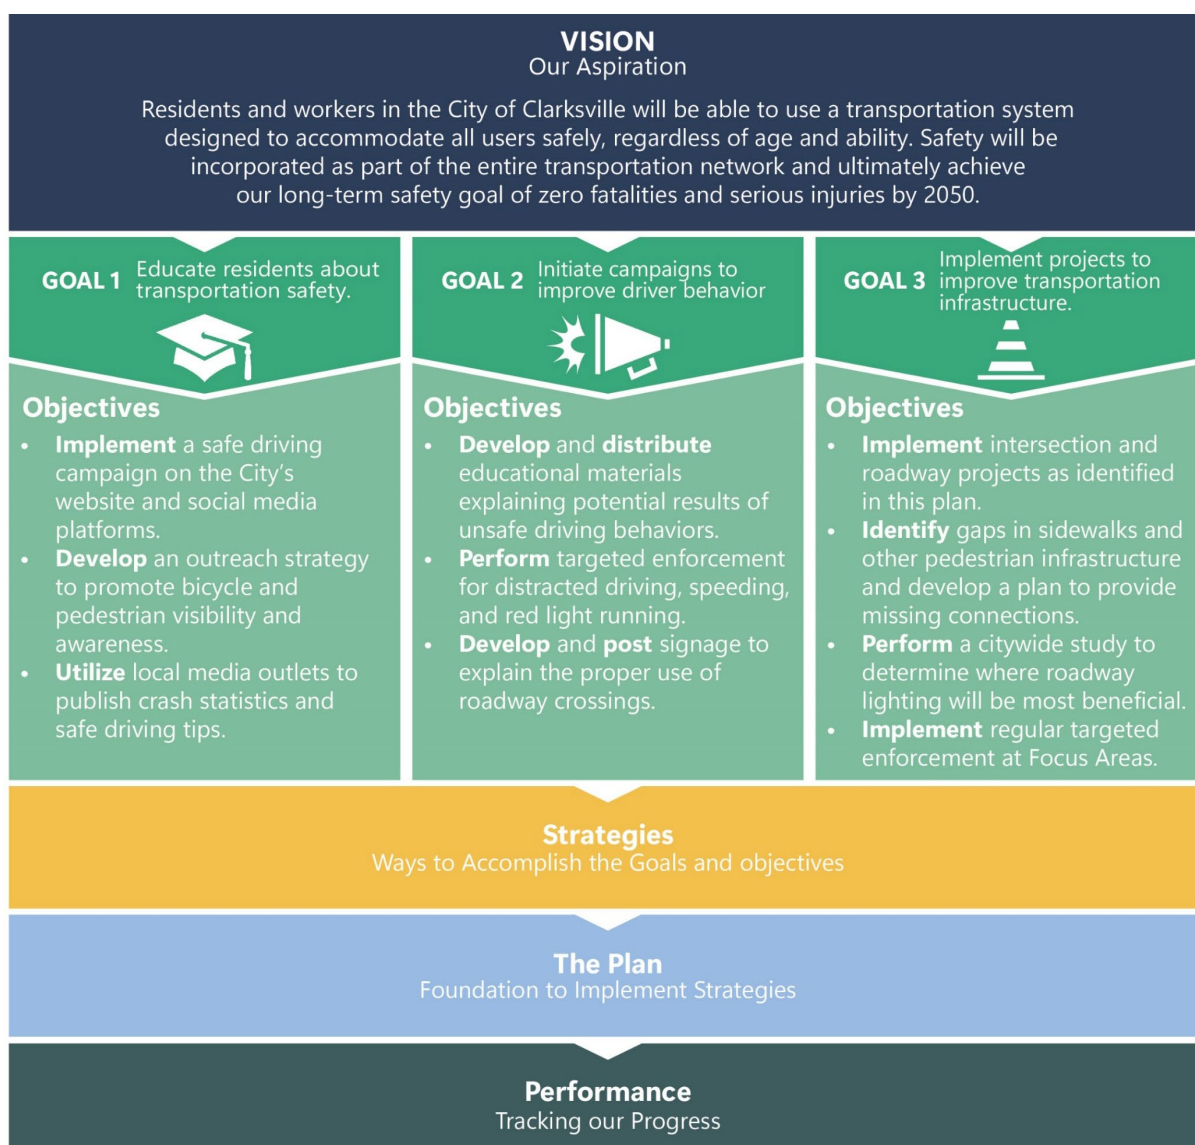 VISION
Our Aspiration
Residents and workers in the City of Clarksville will be able to use a transportation system
designed to accommodate all users safely, regardless of age and ability. Safety will be
incorporated as part of the entire transportation network and ultimately achieve
our long-term safety goal of zero fatalities and serious injuries by 2050.
GOAL 1 Educate residents about
transportation safety.
Objectives
• Implement a safe driving
campaign on the City's
website and social media
platforms.
• Develop an outreach strategy
to promote bicycle and
pedestrian visibility and
awareness.
• Utilize local media outlets to
publish crash statistics and
safe driving tips.
GOAL 2 Initiate campaigns to
improve driver behavior
Objectives
• Develop and distribute
educational materials
explaining potential results of
unsafe driving behaviors.
• Perform targeted enforcement
for distracted driving, speeding,
and red light running.
• Develop and post signage to
explain the proper use of
roadway crossings.
GOAL 3 Implement projects to
improve transportation
infrastructure.
Objectives
• Implement intersection and
roadway projects as identified
in this plan.
• Identify gaps in sidewalks and
other pedestrian infrastructure
and develop a plan to provide
missing connections.
• Perform a citywide study to
determine where roadway
lighting will be most beneficial.
• Implement regular targeted
enforcement at Focus Areas.
Strategies
Ways to Accomplish the Goals and objectives
The Plan
Foundation to Implement Strategies
Performance
Tracking our Progress